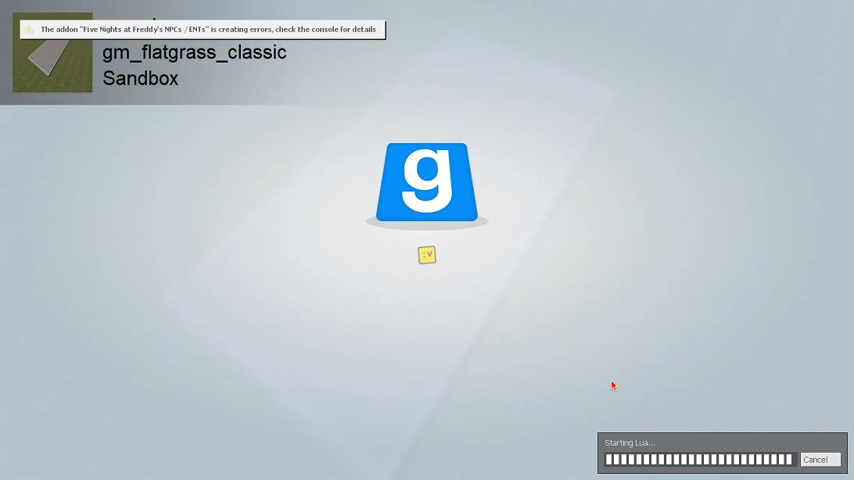 The addon "Five Nights at Freddy's NPCs / ENTs" is creating errors, check the console for details
gm_flatgrass_classic
Sandbox
g
:v
Starting Lua...
Cancel